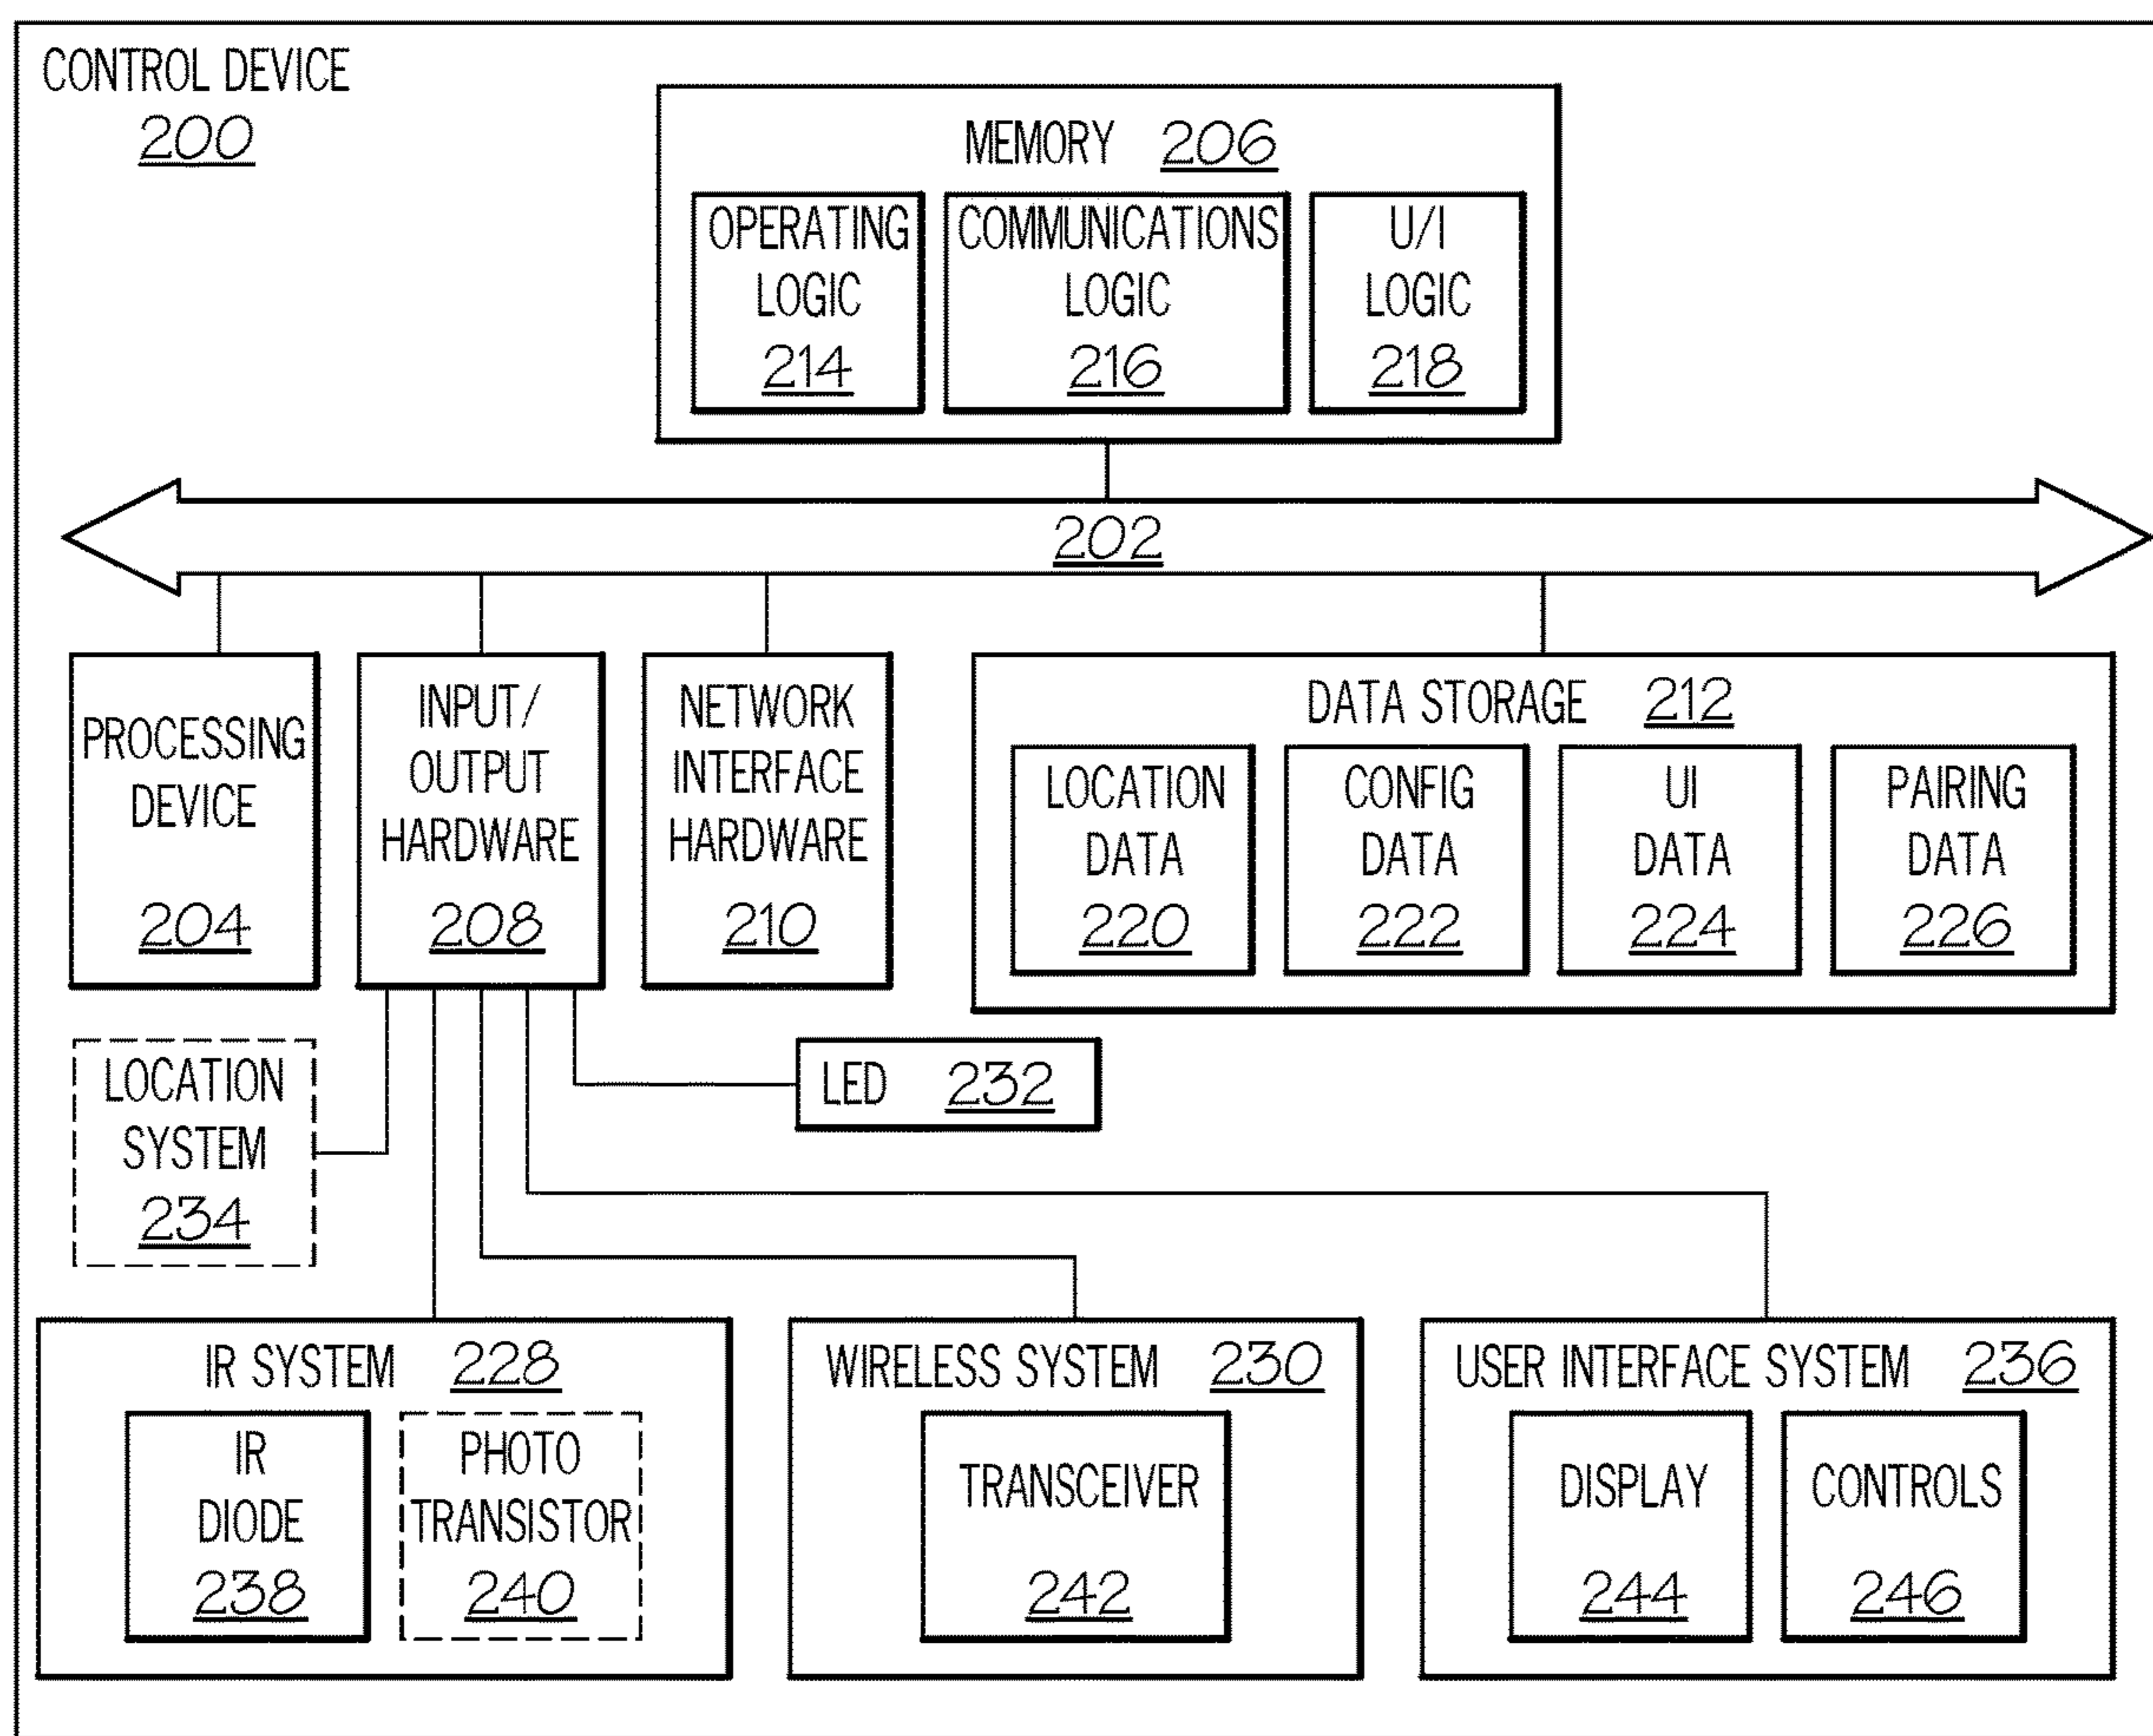 CONTROL DEVICE
200
MEMORY 206
OPERATING
LOGIC
214
COMMUNICATIONS
LOGIC
216
U/I
LOGIC
218
202
PROCESSING
DEVICE
204
INPUT/
OUTPUT
HARDWARE
208
NETWORK
INTERFACE
HARDWARE
210
DATA STORAGE 212
LOCATION
DATA
220
CONFIG
DATA
222
UI
DATA
224
PAIRING
DATA
226
LOCATION
SYSTEM
234
LED 232
IR SYSTEM 228
IR
DIODE
238
PHOTO
TRANSISTOR
240
WIRELESS SYSTEM 230
TRANSCEIVER
242
USER INTERFACE SYSTEM 236
DISPLAY
244
CONTROLS
246